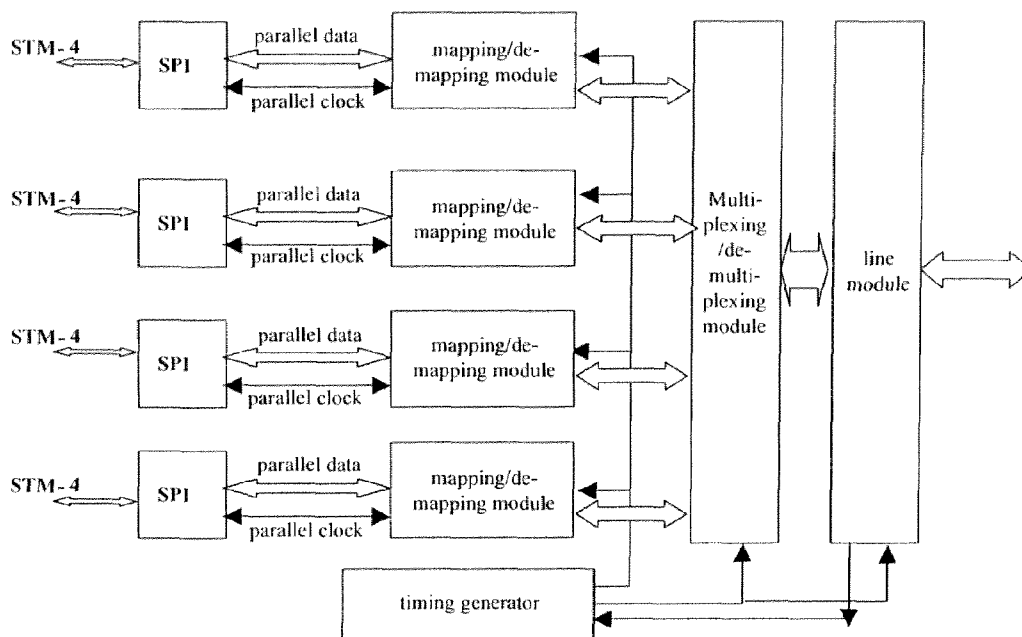 STM-4
SPI
parallel data
parallel clock
mapping/de-
mapping module
STM-4
SPI
parallel data
parallel clock
mapping/de-
mapping module
STM-4
SPI
parallel data
parallel clock
mapping/de-
mapping module
STM-4
SPI
parallel data
parallel clock
mapping/de-
mapping module
Multi-
plexing
/de-
multi-
plexing
module
line
module
timing generator